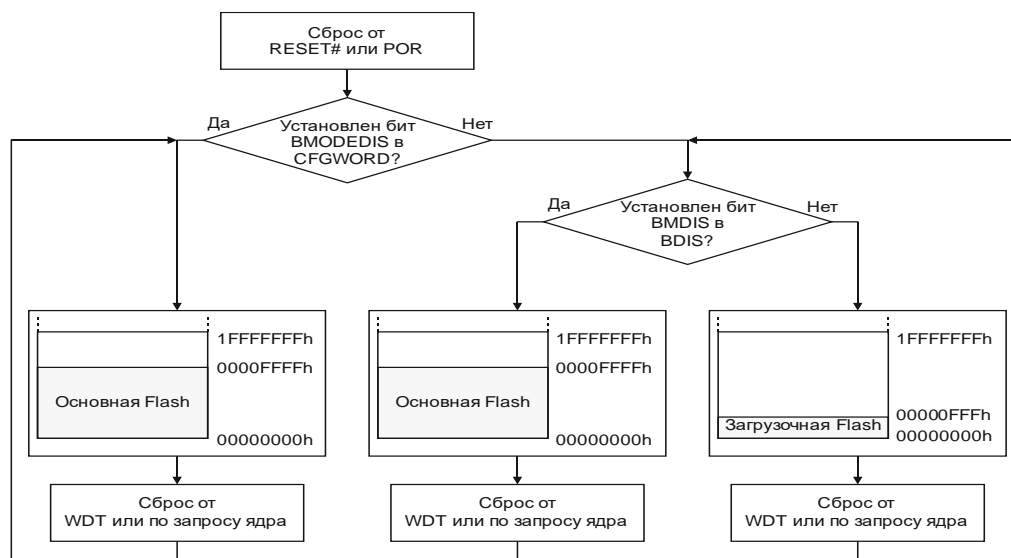 Сброс от
RESET# или POR
Да
Установлен бит
BMODEDIS в
CFGWORD?
Нет
Да
Установлен бит
BMDIS в
BDIS?
Нет
1FFFFFFFh
0000FFFFh
Основная Flash
00000000h
1FFFFFFFh
0000FFFFh
Основная Flash
00000000h
1FFFFFFFh
00000FFFh
Загрузочная Flash
00000000h
Сброс от
WDT или по запросу ядра
Сброс от
WDT или по запросу ядра
Сброс от
WDT или по запросу ядра